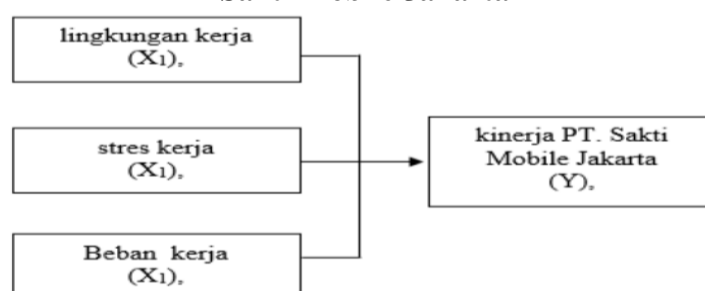 lingkungan kerja
(X₁),
stres kerja
(X₁),
Beban kerja
(X₁),
kinerja PT. Sakti
Mobile Jakarta
(Y),